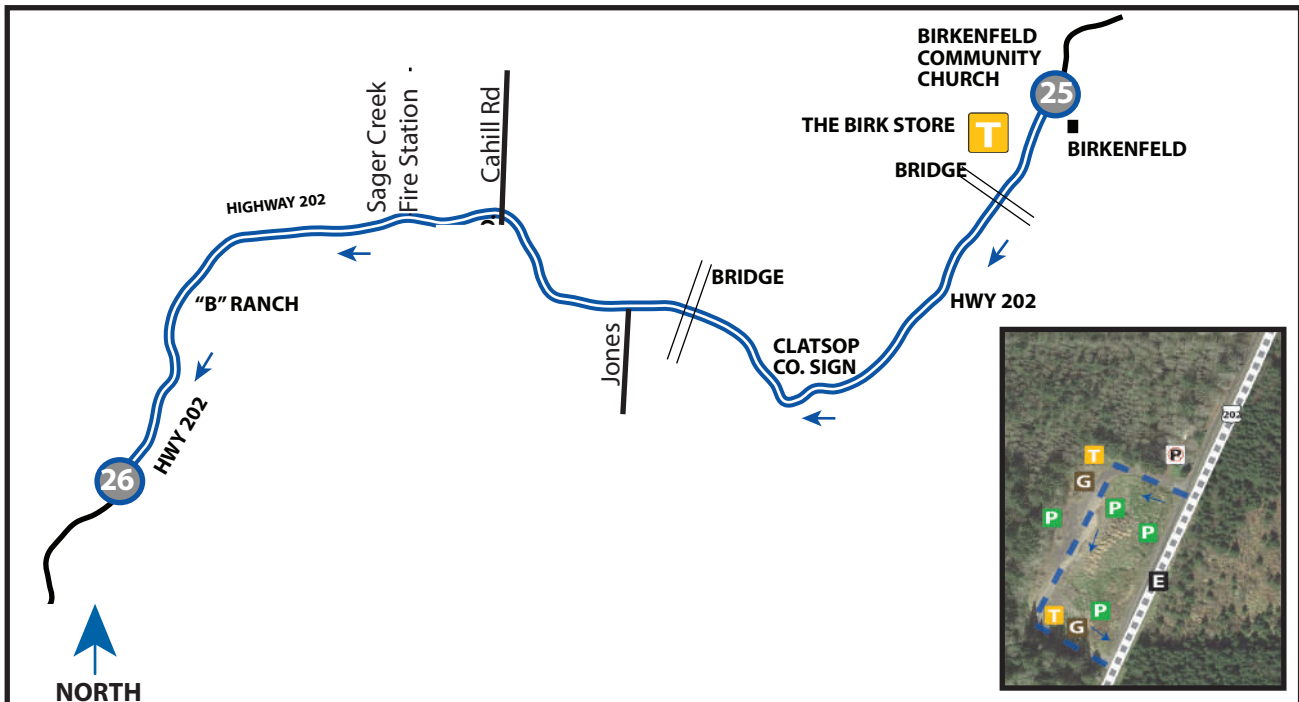 BIRKENFELD
COMMUNITY
CHURCH
25
THE BIRK STORE
T
BIRKENFELD
BRIDGE
Sager Creek
Fire Station -
Cahill Rd
HIGHWAY 202
"B" RANCH
BRIDGE
HWY 202
Jones
CLATSOP
CO. SIGN
HWY 202
26
NORTH
202
T
P
G
P
P
P
E
T
P
G